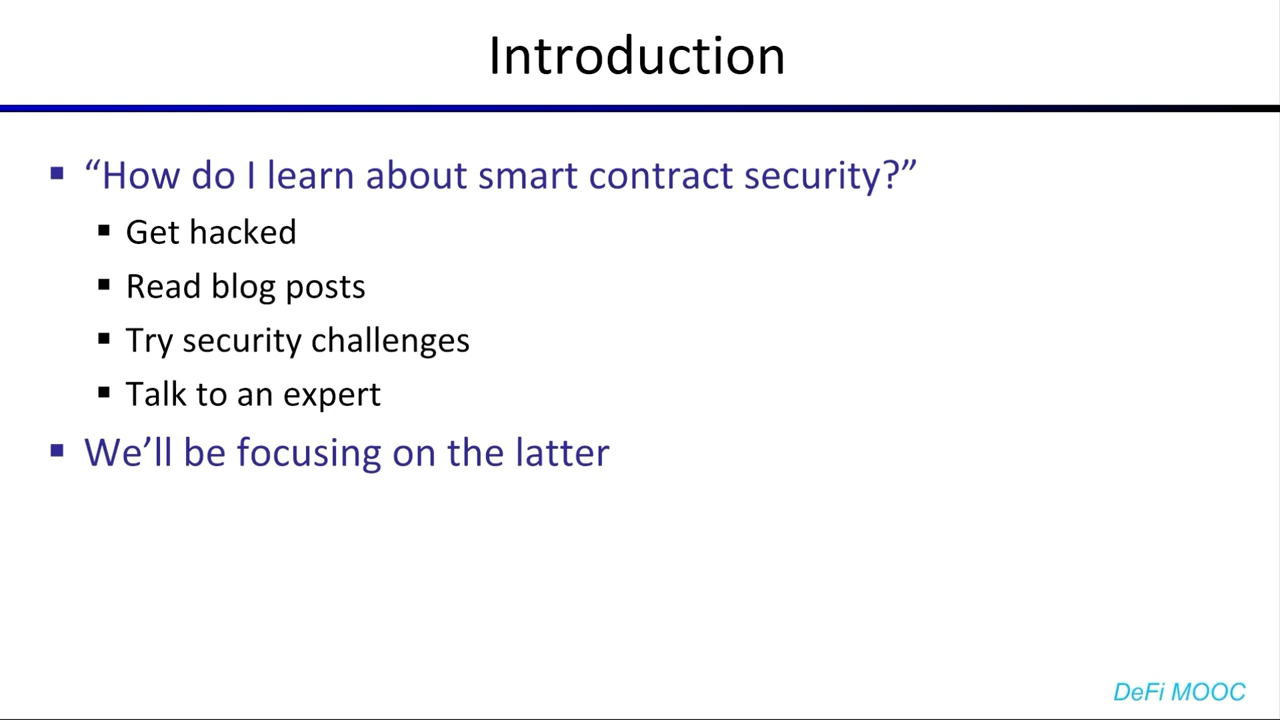 Introduction
“How do I learn about smart contract security?”
Get hacked
Read blog posts
Try security challenges
Talk to an expert
We’ll be focusing on the latter
DeFi MOOC